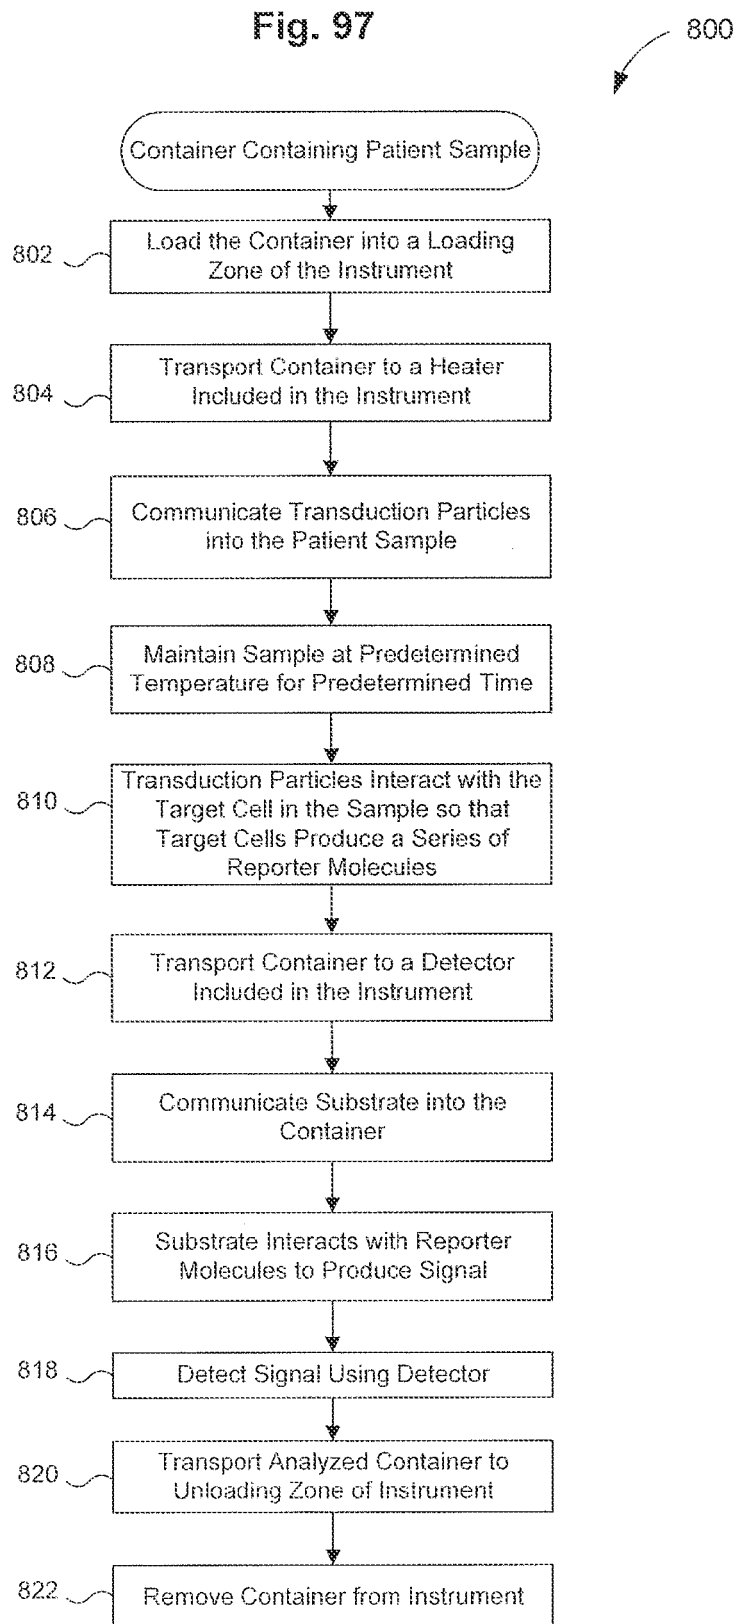 Fig. 97
800
Container Containing Patient Sample
802
Load the Container into a Loading
Zone of the Instrument
804
Transport Container to a Heater
Included in the Instrument
806
Communicate Transduction Particles
into the Patient Sample
808
Maintain Sample at Predetermined
Temperature for Predetermined Time
810
Transduction Particles Interact with the
Target Cell in the Sample so that
Target Cells Produce a Series of
Reporter Molecules
812
Transport Container to a Detector
Included in the Instrument
814
Communicate Substrate into the
Container
816
Substrate Interacts with Reporter
Molecules to Produce Signal
818
Detect Signal Using Detector
820
Transport Analyzed Container to
Unloading Zone of Instrument
822
Remove Container from Instrument